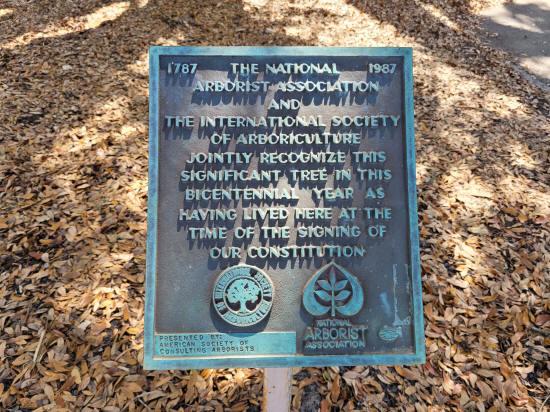 1787 THE NATIONAL 1987
ARBORIST ASSOCIATION
AND
THE INTERNATIONAL SOCIETY
OF ARBORICULTURE
JOINTLY RECOGNIZE THIS
SIGNIFICANT TREE IN THIS
BICENTENNIAL YEAR AS
HAVING LIVED HERE AT THE
TIME OF THE SIGNING OF
OUR CONSTITUTION
INTERNATIONAL SOCIETY
NATIONAL
ARBORIST
ASSOCIATION
PRESENTED BY:
AMERICAN SOCIETY OF
CONSULTING ARBORISTS